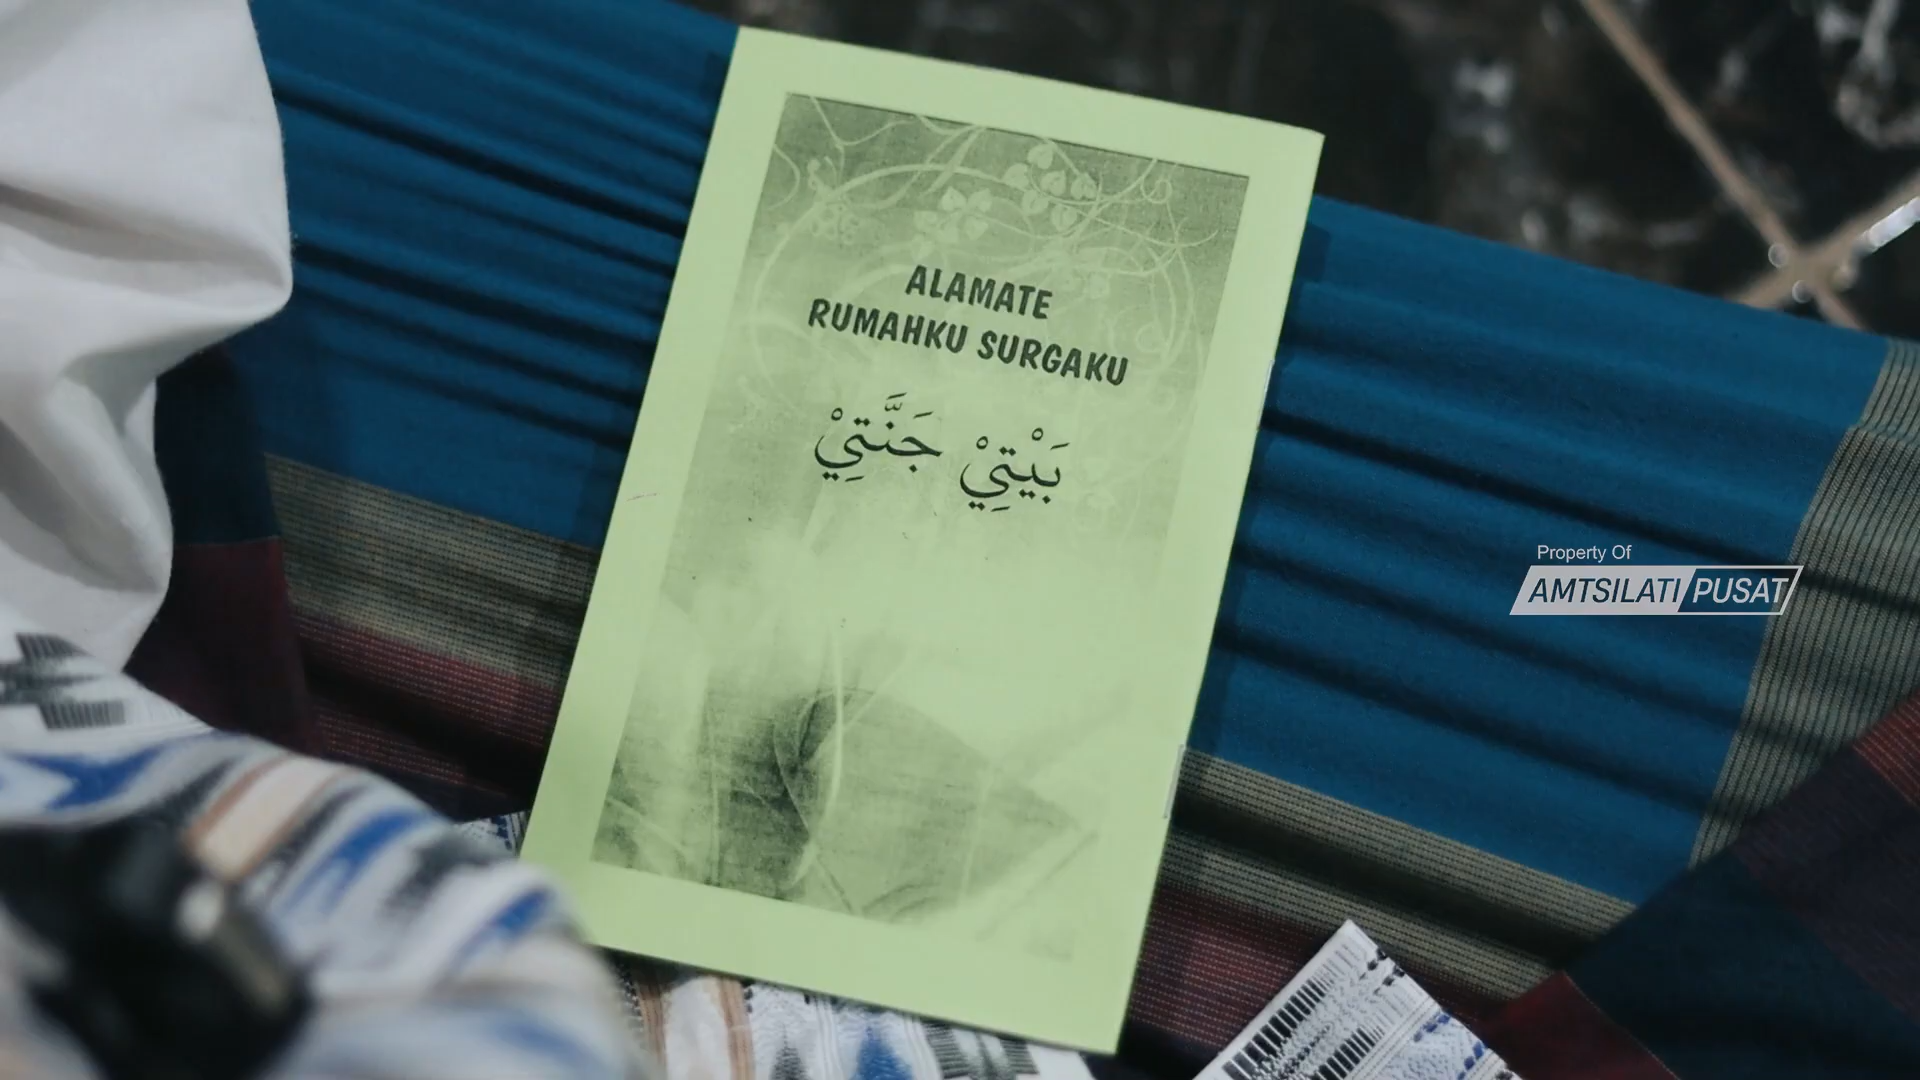 ALAMATE
RUMAHKU SURGAKU
بَيْتِيْ جَنَّتِيْ
Property Of
AMTSILATI PUSAT